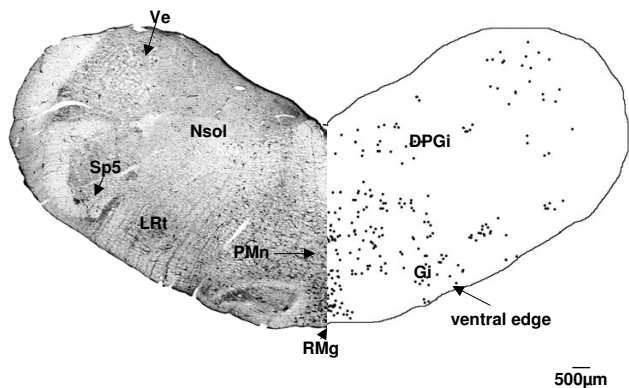 Ve
Nsol
DPGi
Sp5
LRt
PMn
Gi
ventral edge
RMg
500µm